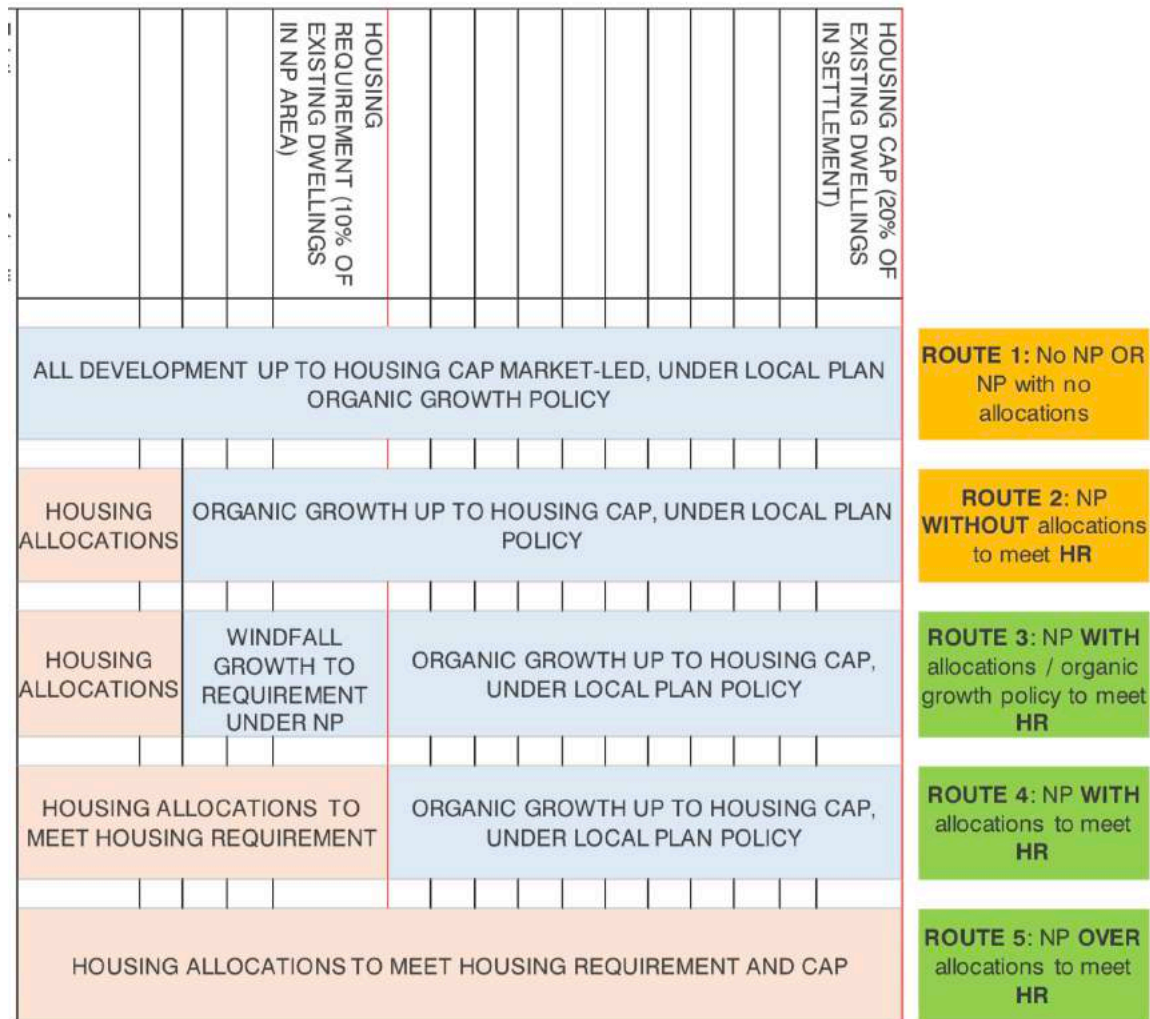 HOUSING
REQUIREMENT (10% OF
EXISTING DWELLINGS
IN NP AREA)
HOUSING CAP (20% OF
EXISTING DWELLINGS
IN SETTLEMENT)
ALL DEVELOPMENT UP TO HOUSING CAP MARKET-LED, UNDER LOCAL PLAN
ORGANIC GROWTH POLICY
ROUTE 1: No NP OR
NP with no
allocations
HOUSING
ALLOCATIONS
ORGANIC GROWTH UP TO HOUSING CAP, UNDER LOCAL PLAN
POLICY
ROUTE 2: NP
WITHOUT allocations
to meet HR
HOUSING
ALLOCATIONS
WINDFALL
GROWTH TO
REQUIREMENT
UNDER NP
ORGANIC GROWTH UP TO HOUSING CAP,
UNDER LOCAL PLAN POLICY
ROUTE 3: NP WITH
allocations / organic
growth policy to meet
HR
HOUSING ALLOCATIONS TO
MEET HOUSING REQUIREMENT
ORGANIC GROWTH UP TO HOUSING CAP,
UNDER LOCAL PLAN POLICY
ROUTE 4: NP WITH
allocations to meet
HR
HOUSING ALLOCATIONS TO MEET HOUSING REQUIREMENT AND CAP
ROUTE 5: NP OVER
allocations to meet
HR